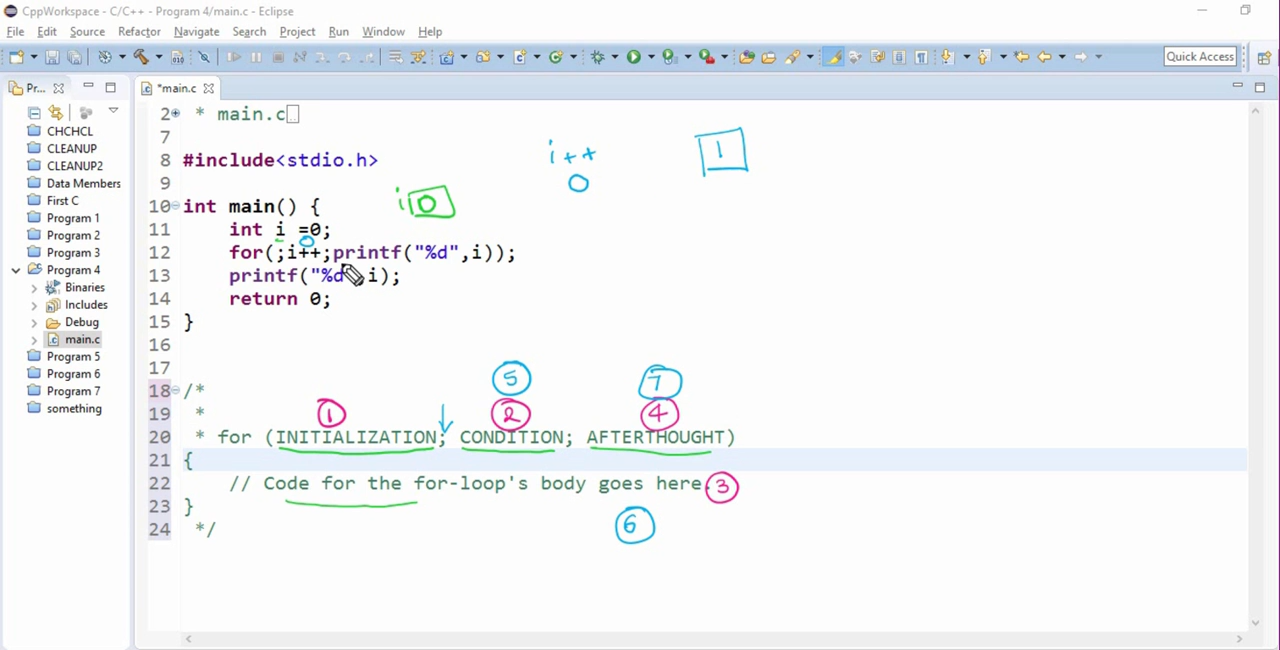 CppWorkspace - C/C++ - Program 4/main.c - Eclipse
File Edit Source Refactor Navigate Search Project Run Window Help
Quick Access
Pr...
*main.c
CHCHCL
CLEANUP
CLEANUP2
Data Members
First C
Program 1
Program 2
Program 3
Program 4
Binaries
Includes
Debug
main.c
Program 5
Program 6
Program 7
something
2 * main.c
7
8 #include<stdio.h>
9
10 int main() {
11 int i =0;
12 for(;i++;printf("%d",i));
13 printf("%d ,i);
14 return 0;
15 }
16
17
18 /*
19 *
20 * for (INITIALIZATION; CONDITION; AFTERTHOUGHT)
21 {
22 // Code for the for-loop's body goes here.
23 }
24 */
i++
0
1
i 0
0
5
7
1
2
4
3
6